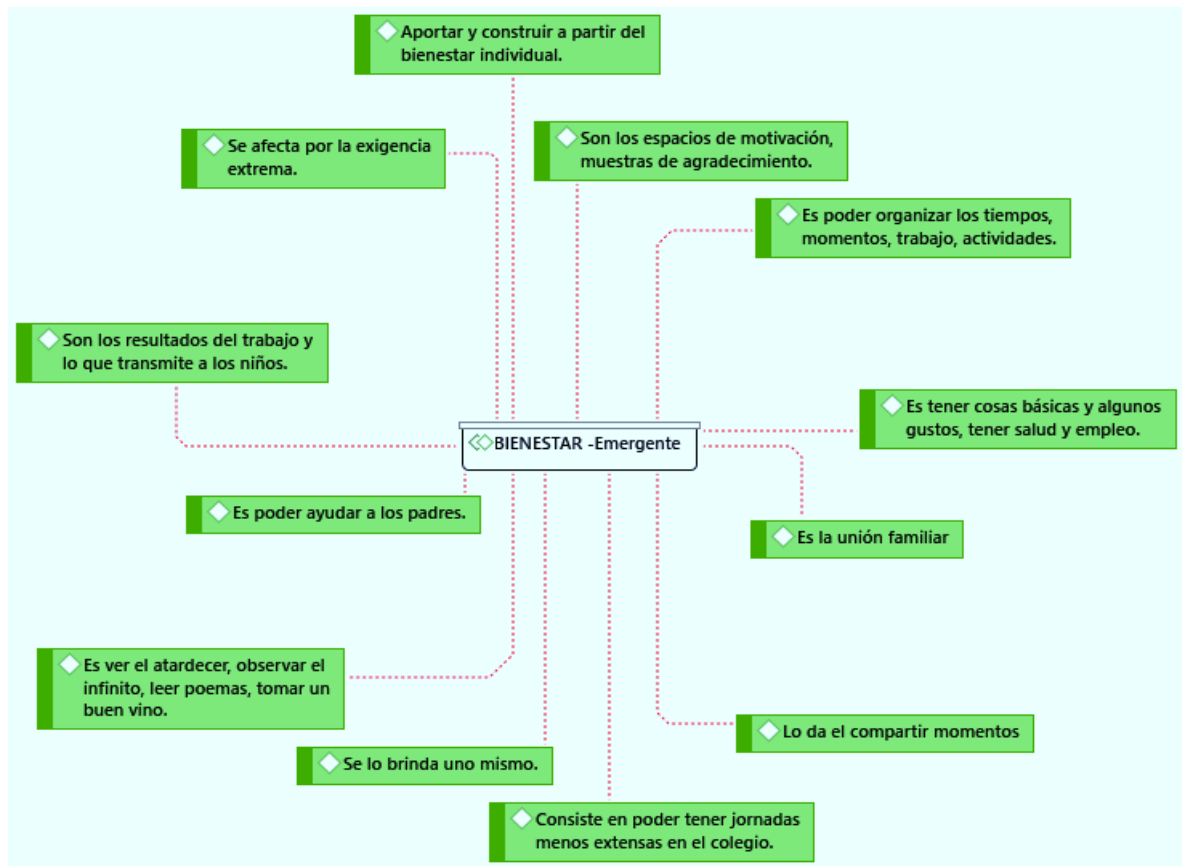 Aportar y construir a partir del
bienestar individual.
Se afecta por la exigencia
extrema.
Son los espacios de motivación,
muestras de agradecimiento.
Es poder organizar los tiempos,
momentos, trabajo, actividades.
Son los resultados del trabajo y
lo que transmite a los niños.
Es tener cosas básicas y algunos
gustos, tener salud y empleo.
BIENESTAR -Emergente
Es poder ayudar a los padres.
Es la unión familiar
Es ver el atardecer, observar el
infinito, leer poemas, tomar un
buen vino.
Lo da el compartir momentos
Se lo brinda uno mismo.
Consiste en poder tener jornadas
menos extensas en el colegio.